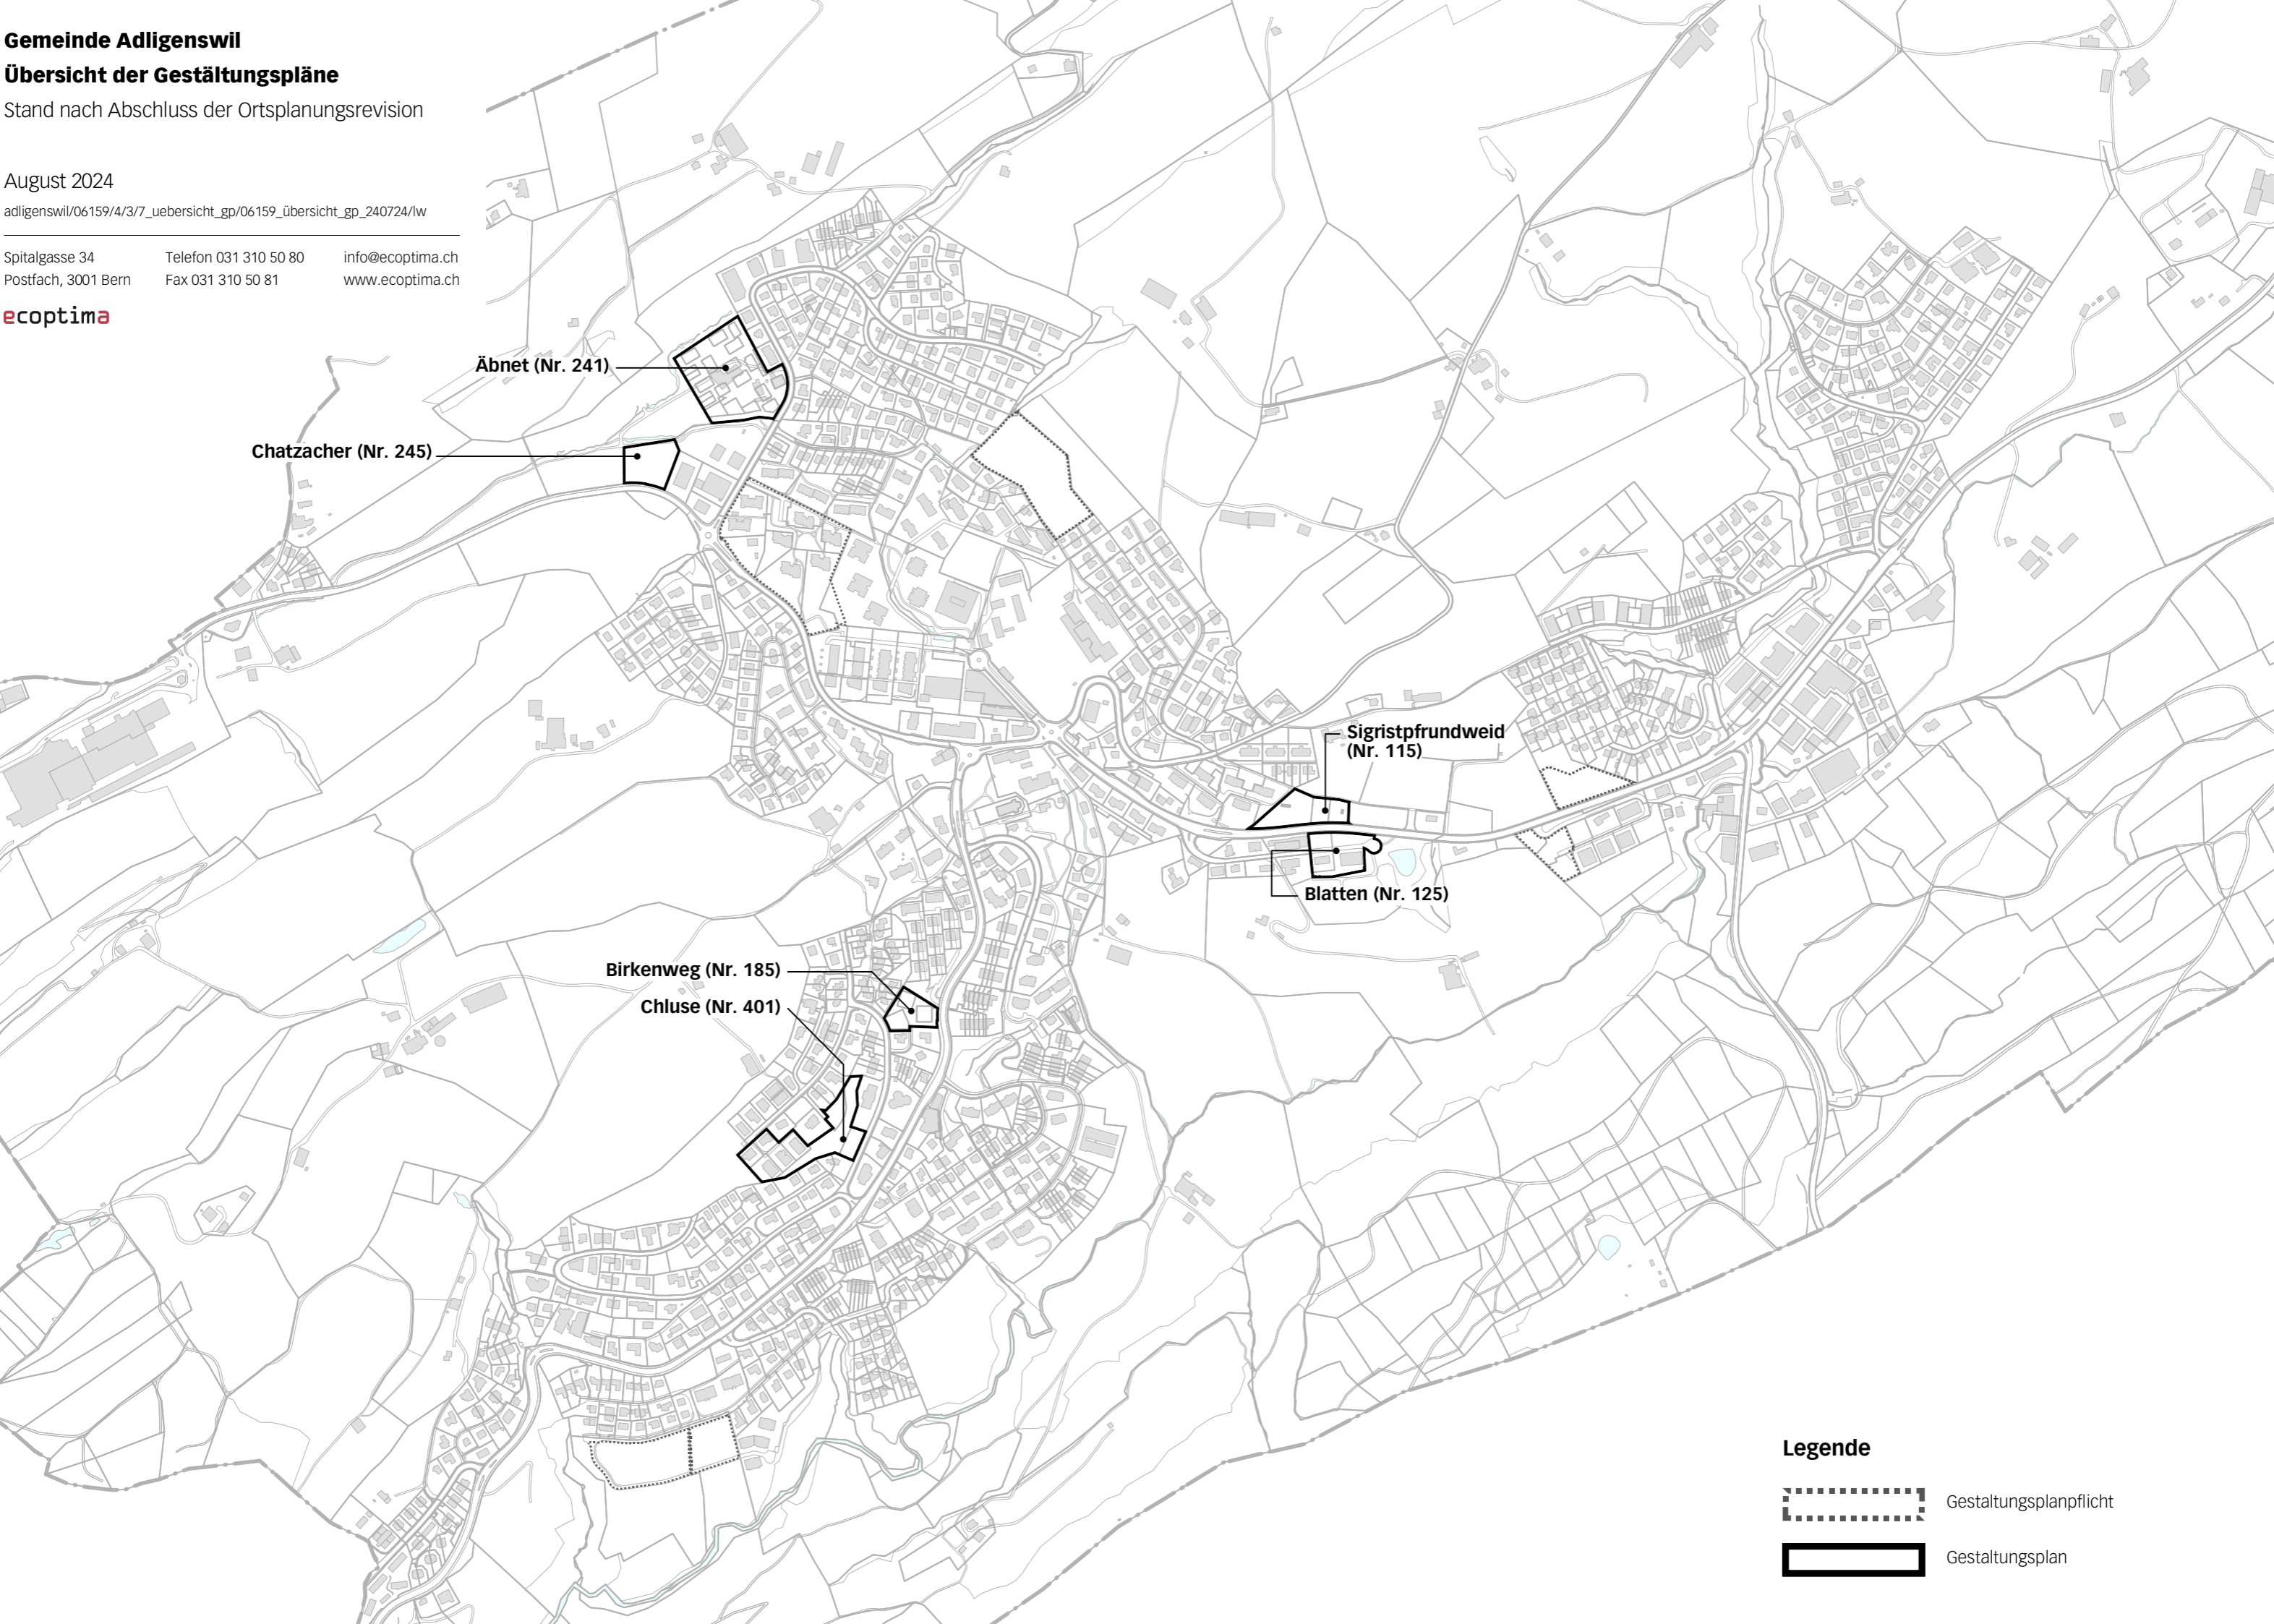 Gemeinde Adligenswil
Übersicht der Gestältungspläne
Stand nach Abschluss der Ortsplanungsrevision
August 2024
adligenswil/06159/4/3/7_uebersicht_gp/06159_übersicht_gp_240724/lw
Spitalgasse 34 Telefon 031 310 50 80 info@ecoptima.ch
Postfach, 3001 Bern Fax 031 310 50 81 www.ecoptima.ch
ecoptima
Äbnet (Nr. 241)
Chatzacher (Nr. 245)
Sigristpfrundweid
(Nr. 115)
Blatten (Nr. 125)
Birkenweg (Nr. 185)
Chluse (Nr. 401)
Legende
Gestaltungsplanpflicht
Gestaltungsplan